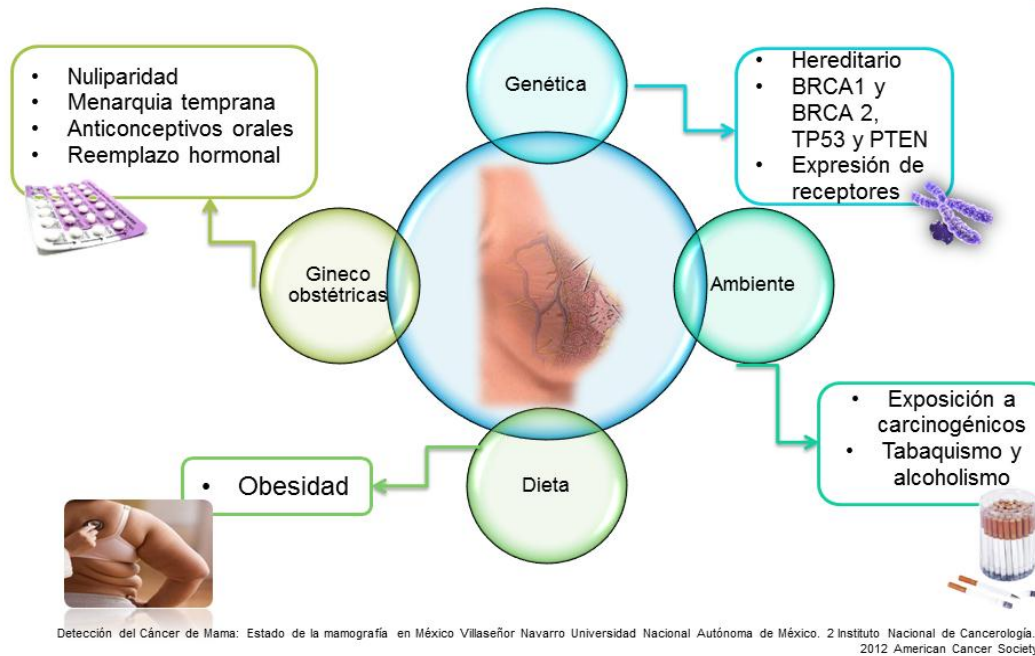 Genética
• Hereditario
• BRCA1 y
BRCA 2,
TP53 y PTEN
• Expresión de
receptores
• Nuliparidad
• Menarquia temprana
• Anticonceptivos orales
• Reemplazo hormonal
Gineco
obstétricas
Ambiente
• Exposición a
carcinogénicos
• Tabaquismo y
alcoholismo
Dieta
• Obesidad
Detección del Cáncer de Mama: Estado de la mamografía en México Villaseñor Navarro Universidad Nacional Autónoma de México. 2 Instituto Nacional de Cancerología.
2012 American Cancer Society